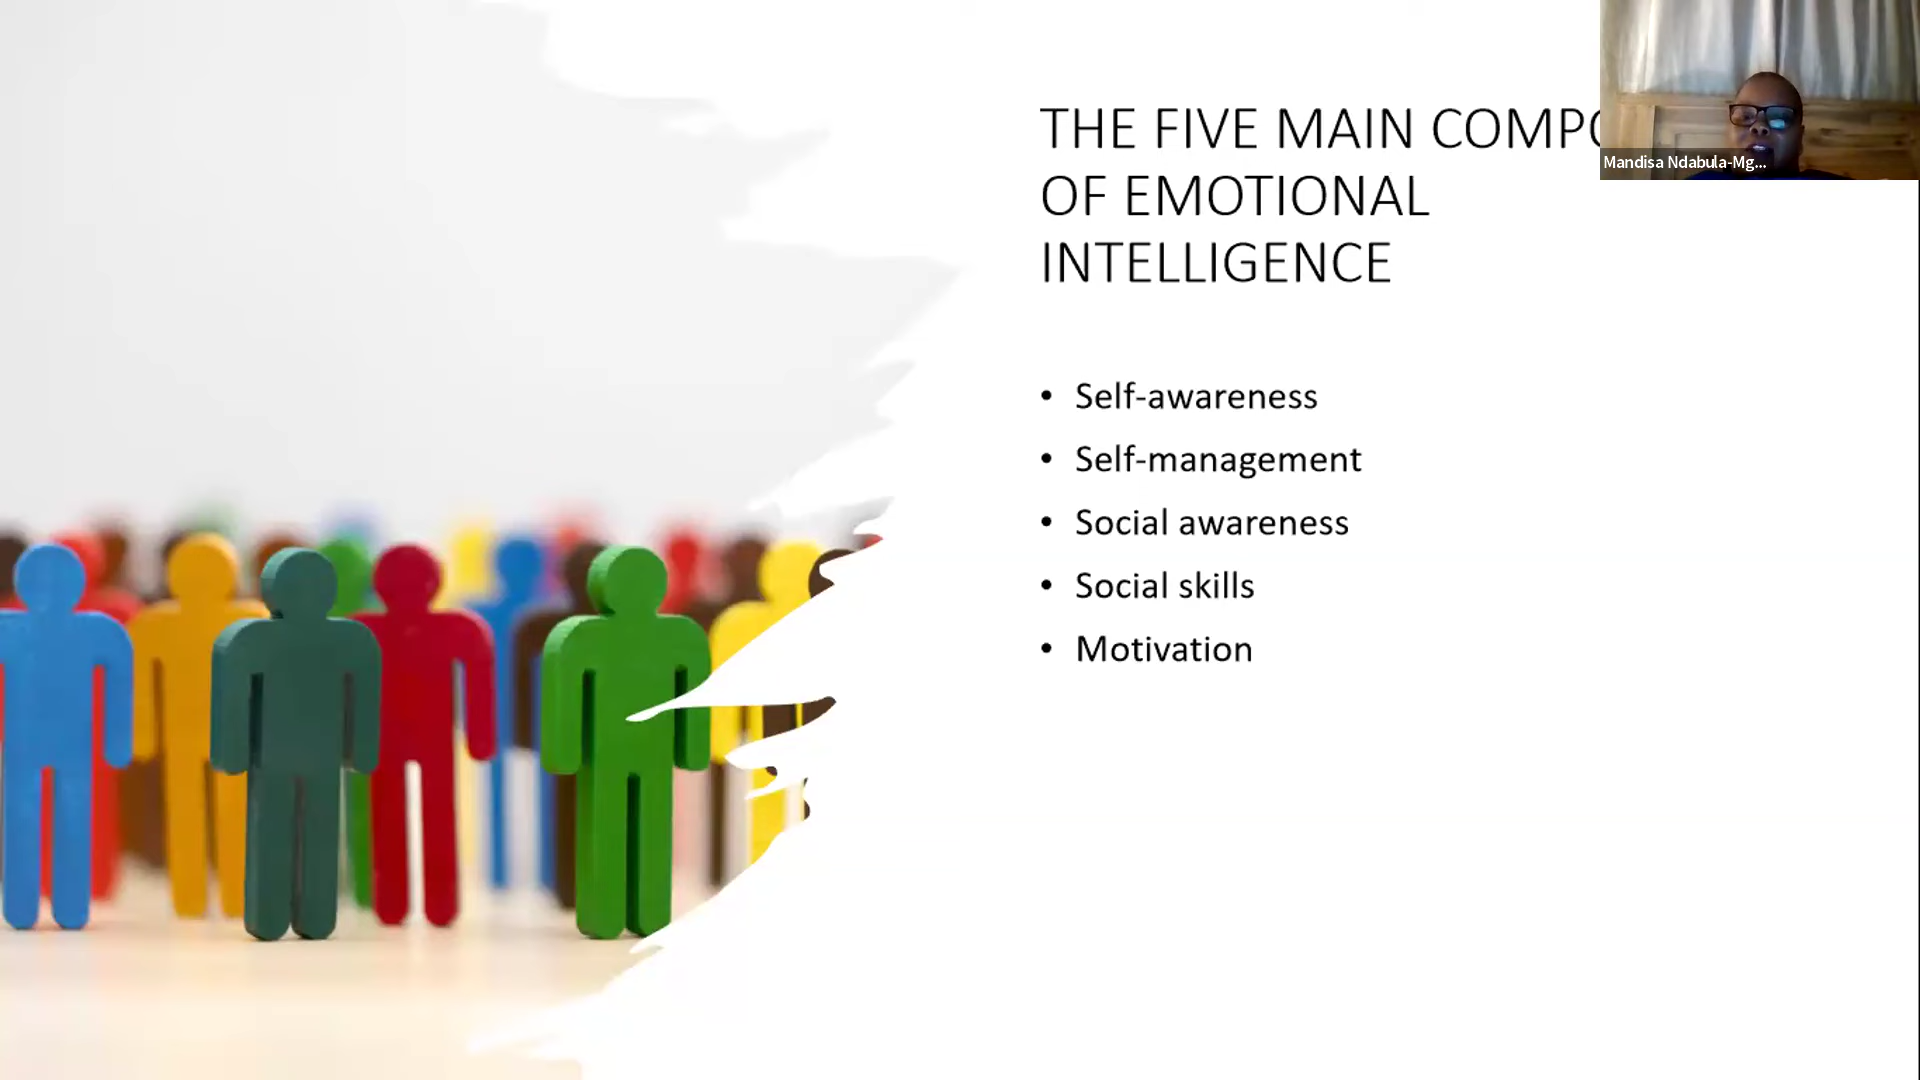 THE FIVE MAIN COMPO
OF EMOTIONAL
INTELLIGENCE
Mandisa Ndabula-Mg...
• Self-awareness
• Self-management
• Social awareness
• Social skills
• Motivation